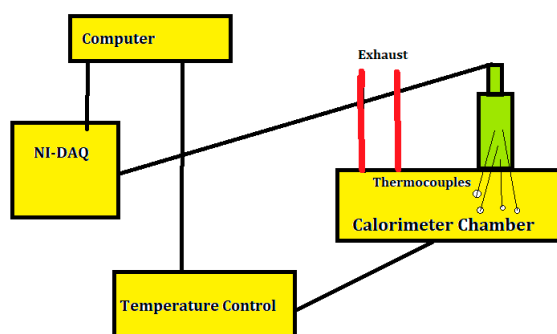 Computer
Exhaust
NI-DAQ
Thermocouples
Calorimeter Chamber
Temperature Control